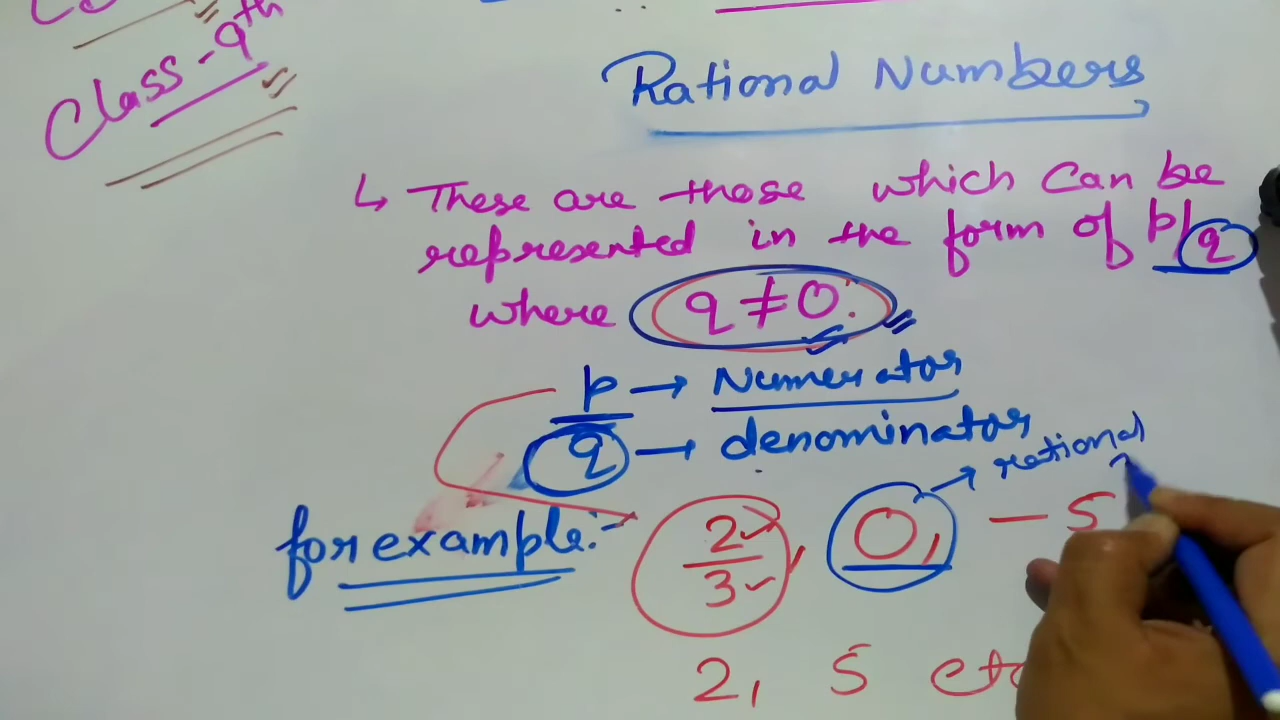 Class - 9th
Rational Numbers
↳ These are those which can be
represented in the form of p/q
where q ≠ 0.
p → Numerator
q → denominator
→ rational
for example:-
2/3, 0, - 5
2, 5 etc